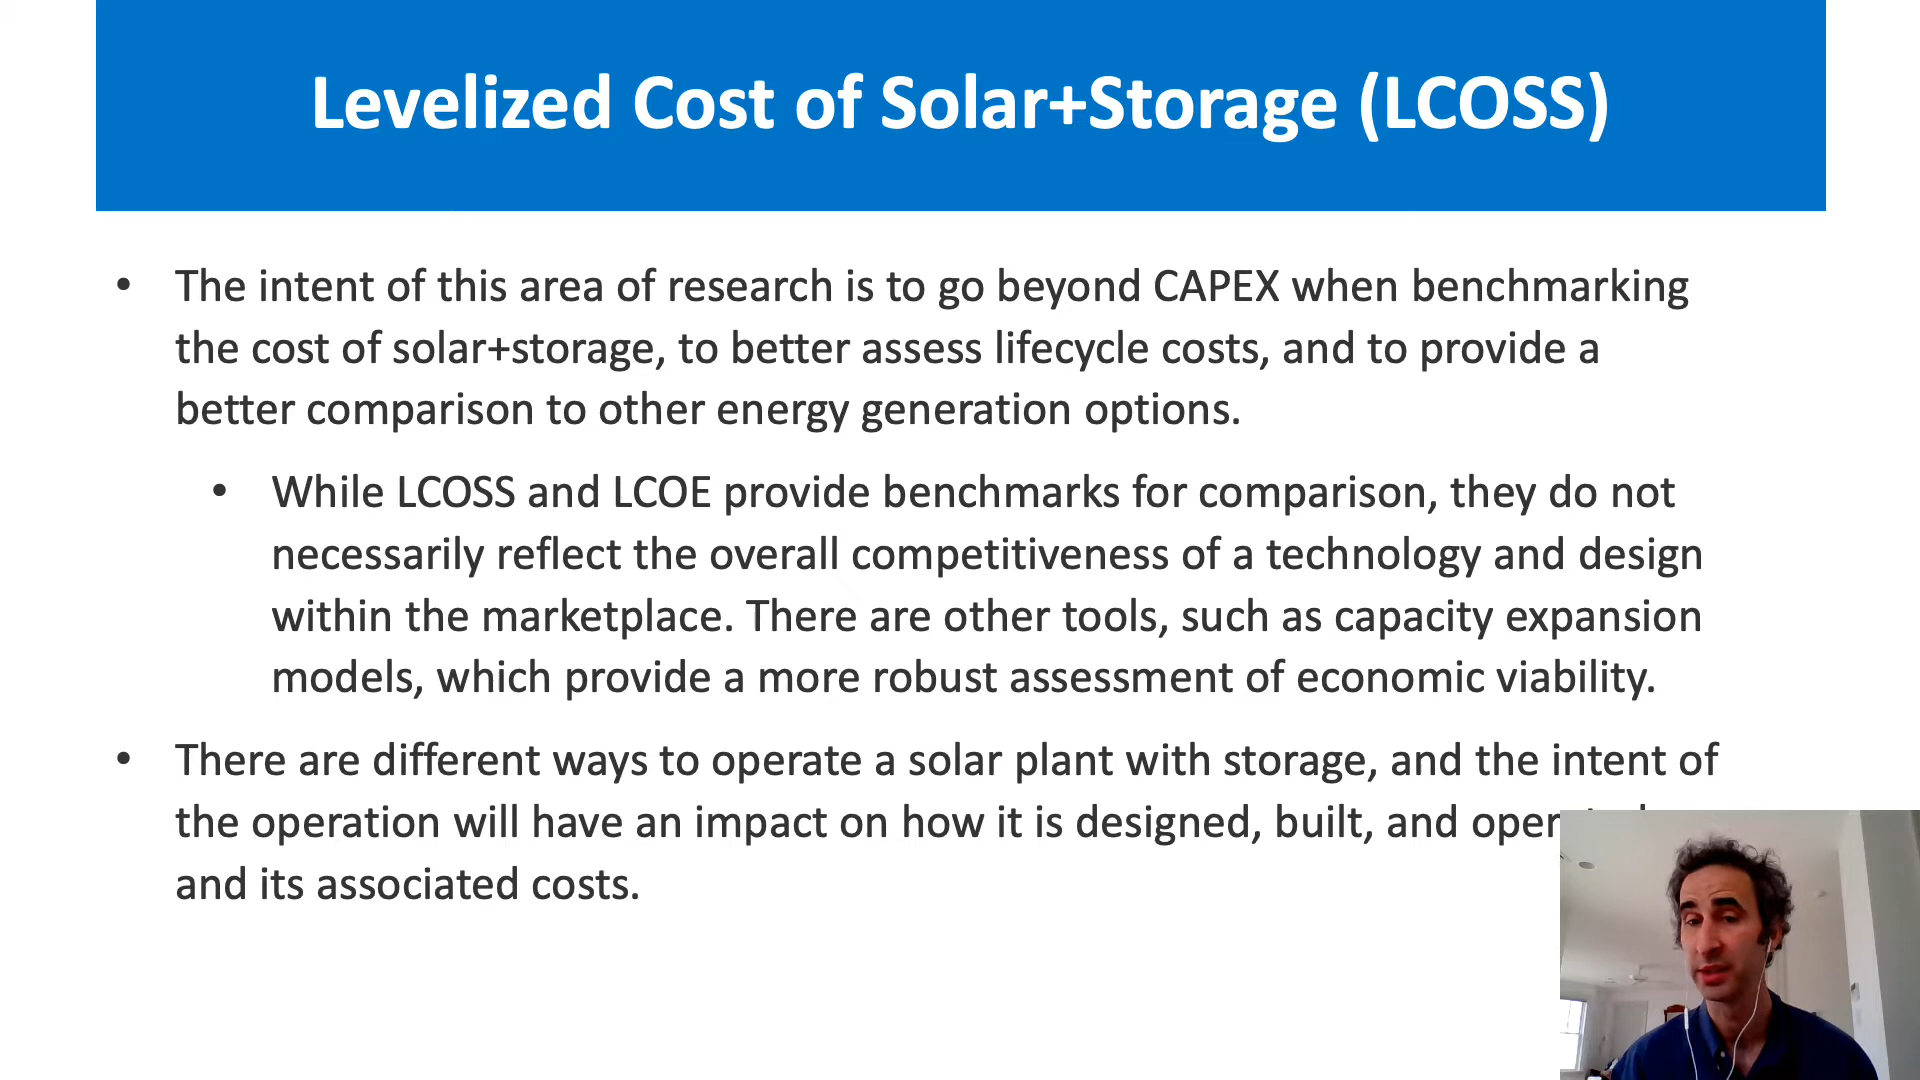 Levelized Cost of Solar+Storage (LCOSS)
• The intent of this area of research is to go beyond CAPEX when benchmarking
the cost of solar+storage, to better assess lifecycle costs, and to provide a
better comparison to other energy generation options.
• While LCOSS and LCOE provide benchmarks for comparison, they do not
necessarily reflect the overall competitiveness of a technology and design
within the marketplace. There are other tools, such as capacity expansion
models, which provide a more robust assessment of economic viability.
• There are different ways to operate a solar plant with storage, and the intent of
the operation will have an impact on how it is designed, built, and
and its associated costs.